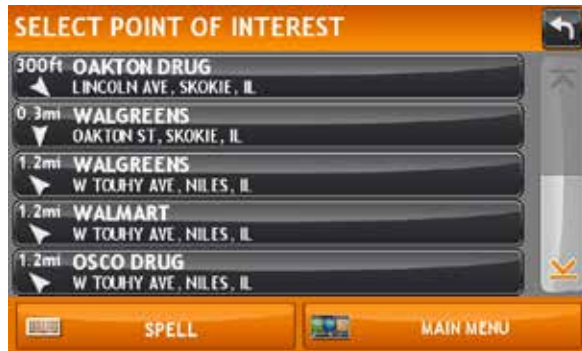 SELECT POINT OF INTEREST
300ft OAKTON DRUG
LINCOLN AVE, SKOKIE, IL
0.3mi WALGREENS
OAKTON ST, SKOKIE, IL
1.2mi WALGREENS
W TOUHY AVE, NILES, IL
1.2mi WALMART
W TOUHY AVE, NILES, IL
1.2mi OSCO DRUG
W TOUHY AVE, NILES, IL
SPELL
MAIN MENU